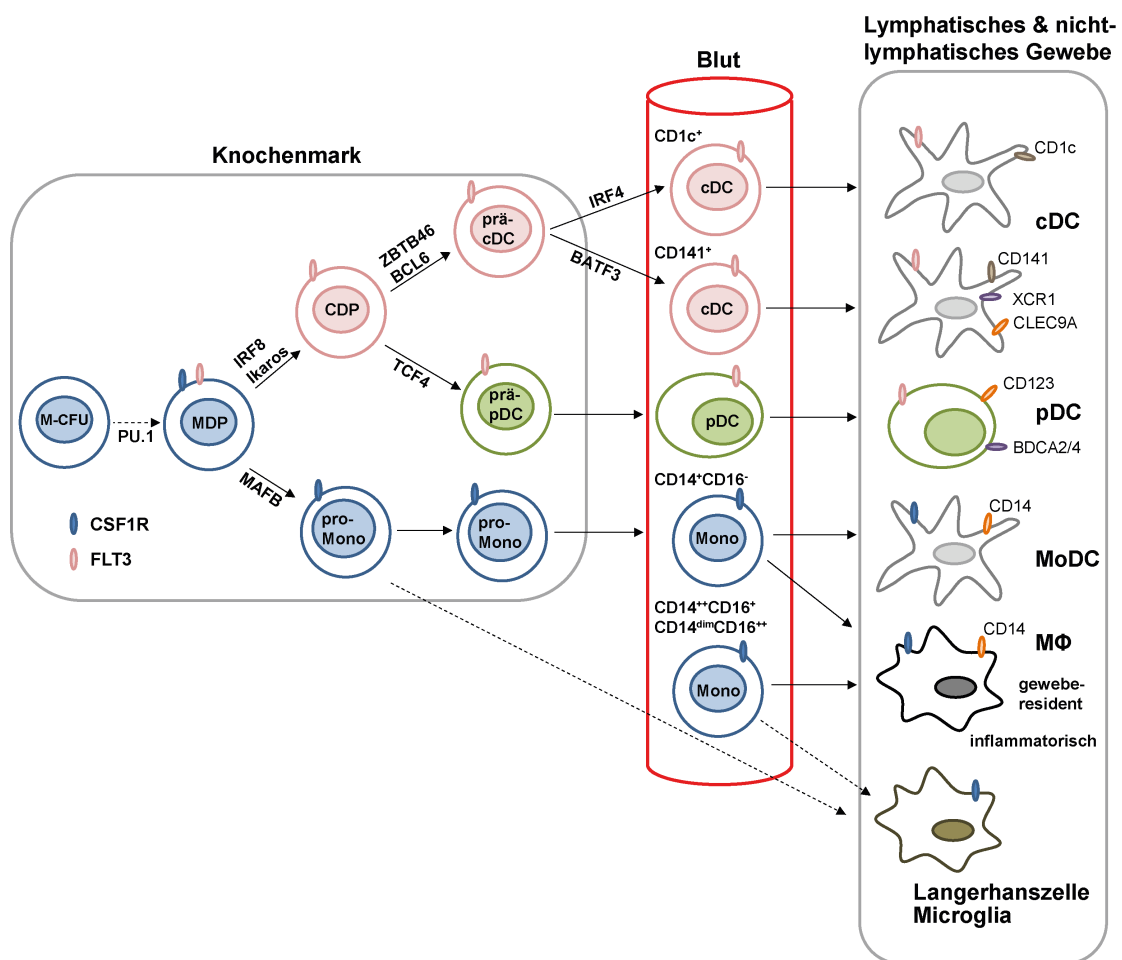 Lymphatisches & nicht-
lymphatisches Gewebe
Blut
Knochenmark
CD1c⁺
cDC
CD141⁺
cDC
pDC
CD14⁺CD16⁻
Mono
CD14⁺⁺CD16⁺
CD14ᵈⁱᵐCD16⁺⁺
Mono
M-CFU
PU.1
MDP
IRF8
Ikaros
CDP
ZBTB46
BCL6
prä-
cDC
IRF4
BATF3
TCF4
prä-
pDC
MAFB
pro-
Mono
pro-
Mono
CSF1R
FLT3
CD1c
cDC
CD141
XCR1
CLEC9A
CD123
pDC
BDCA2/4
CD14
MoDC
CD14
MΦ
gewebe-
resident
inflammatorisch
Langerhanszelle
Microglia